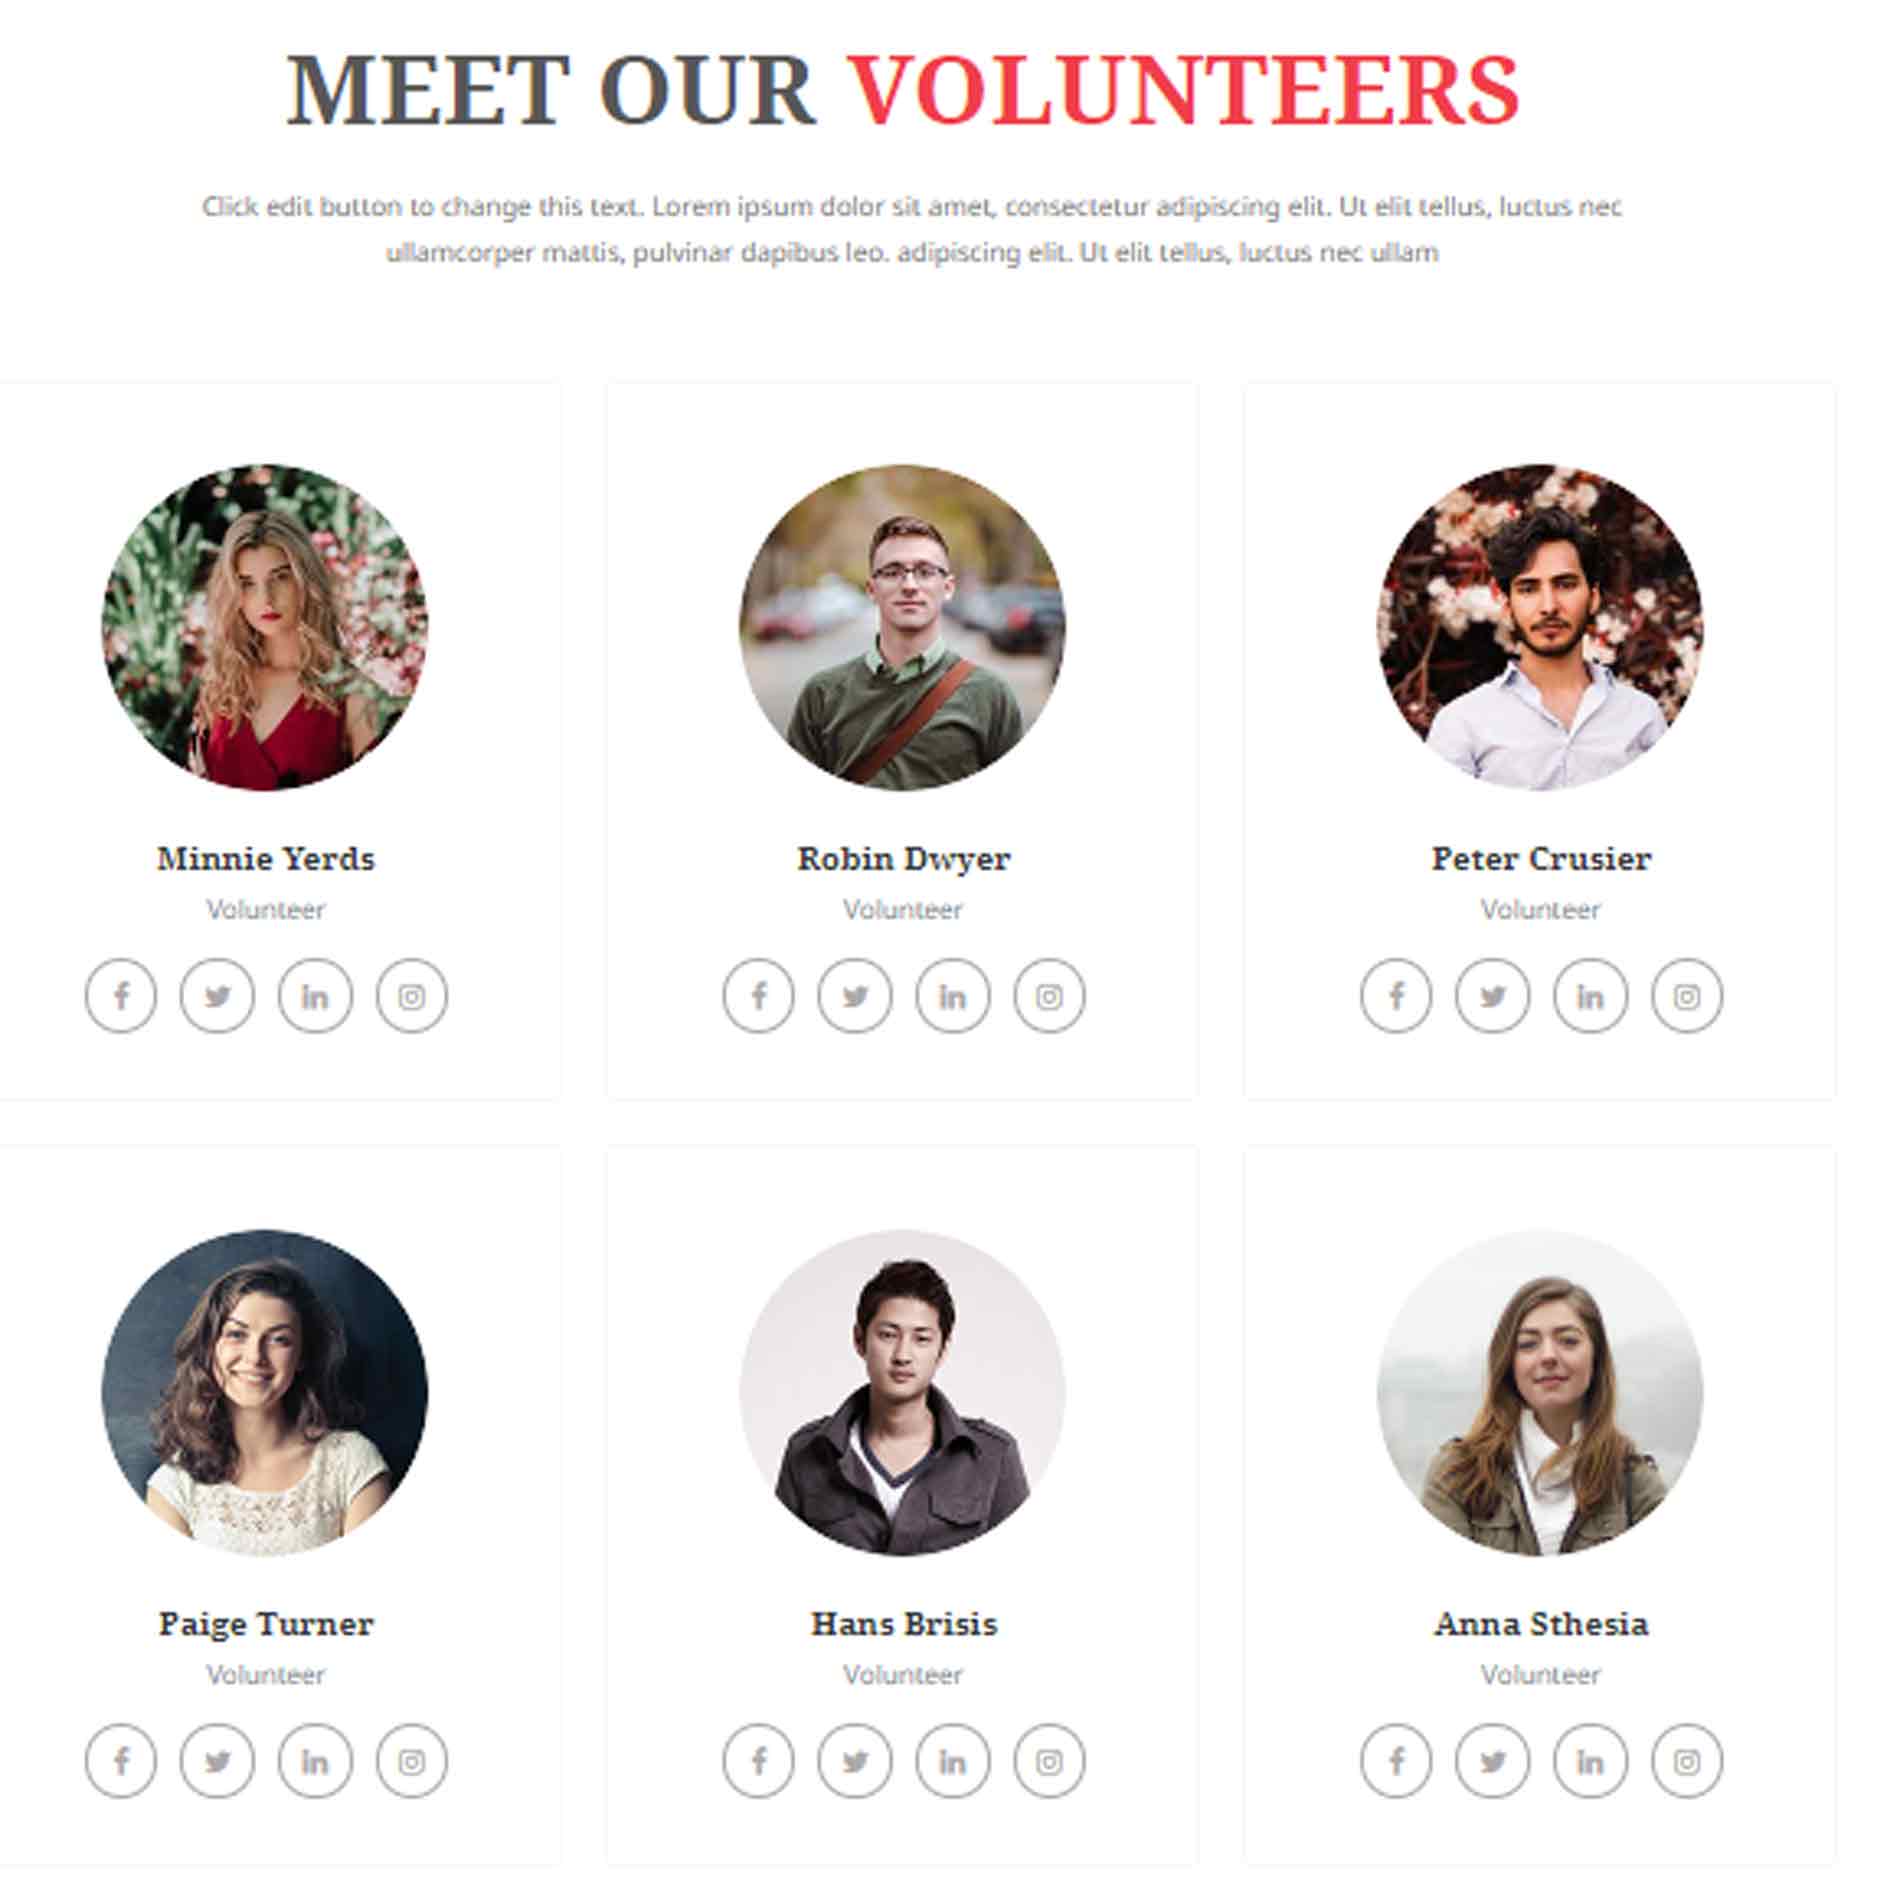 MEET OUR VOLUNTEERS
Click edit button to change this text. Lorem ipsum dolor sit amet, consectetur adipiscing elit. Ut elit tellus, luctus nec
ullamcorper mattis, pulvinar dapibus leo. adipiscing elit. Ut elit tellus, luctus nec ullam
Minnie Yerds
Volunteer
Robin Dwyer
Volunteer
Peter Crusier
Volunteer
Paige Turner
Volunteer
Hans Brisis
Volunteer
Anna Sthesia
Volunteer